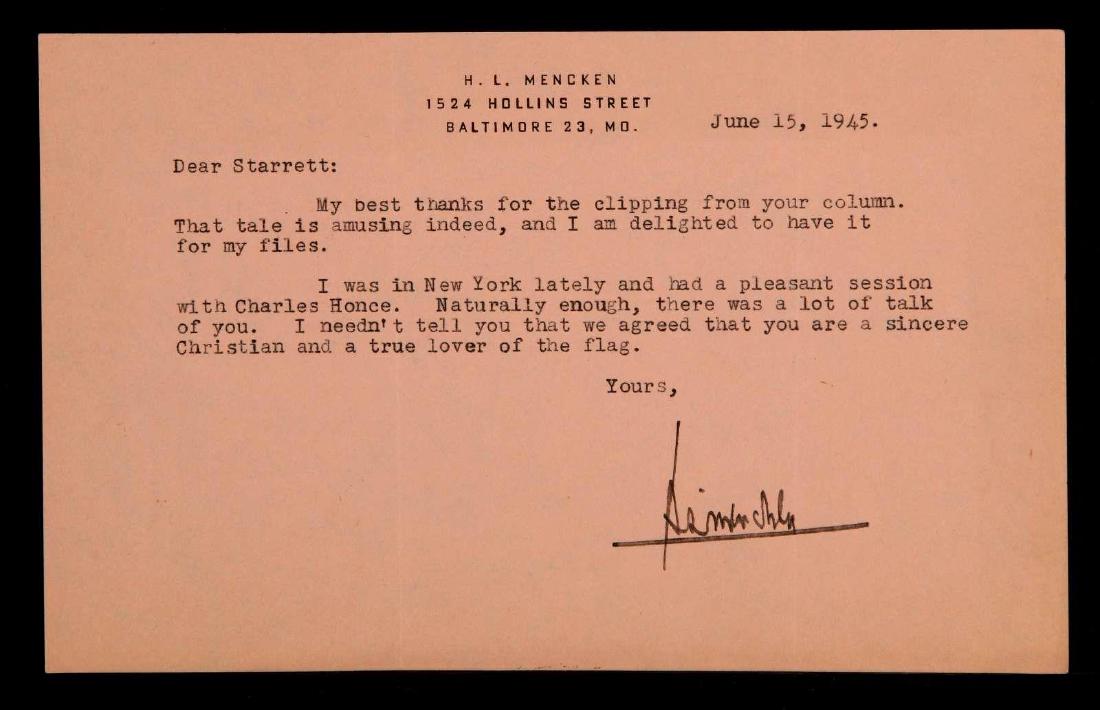 H. L. MENCKEN
1524 HOLLINS STREET
BALTIMORE 23, MD.
June 15, 1945.
Dear Starrett:
My best thanks for the clipping from your column.
That tale is amusing indeed, and I am delighted to have it
for my files.
I was in New York lately and had a pleasant session
with Charles Honce. Naturally enough, there was a lot of talk
of you. I needn't tell you that we agreed that you are a sincere
Christian and a true lover of the flag.
Yours,